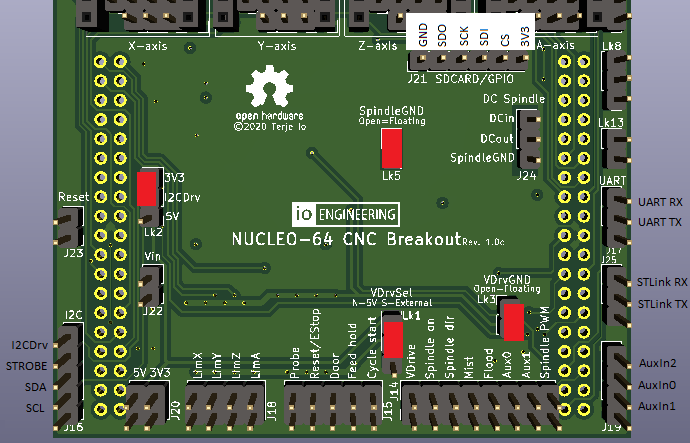 X-axis
Y-axis
Z-axis
A-axis
GND
SDO
SCK
SDI
CS
3V3
J21 SDCARD/GPIO
Lk8
open hardware
©2020 Terje Io
SpindleGND
Open=Floating
Lk5
DC Spindle
DCin
DCout
SpindleGND
J24
Lk13
3V3
I2CDrv
5V
Lk2
Reset
J23
UART
UART RX
UART TX
J17
io ENGINEERING
NUCLEO-64 CNC Breakout Rev. 1.0c
Vin
J22
J25
STLink RX
STLink TX
VDrvSel
N-5V S-External
Lk1
VDrvGND
Open-Floating
Lk3
I2C
I2CDrv
STROBE
SDA
SCL
J16
5V 3V3
J20
LimX
LimY
LimZ
LimA
J18
Probe
Reset/EStop
Door
Feed hold
Cycle start
J15
J14
VDrive
Spindle on
Spindle dir
Mist
Flood
Aux0
Aux1
Spindle PWM
AuxIn2
AuxIn0
AuxIn1
J19